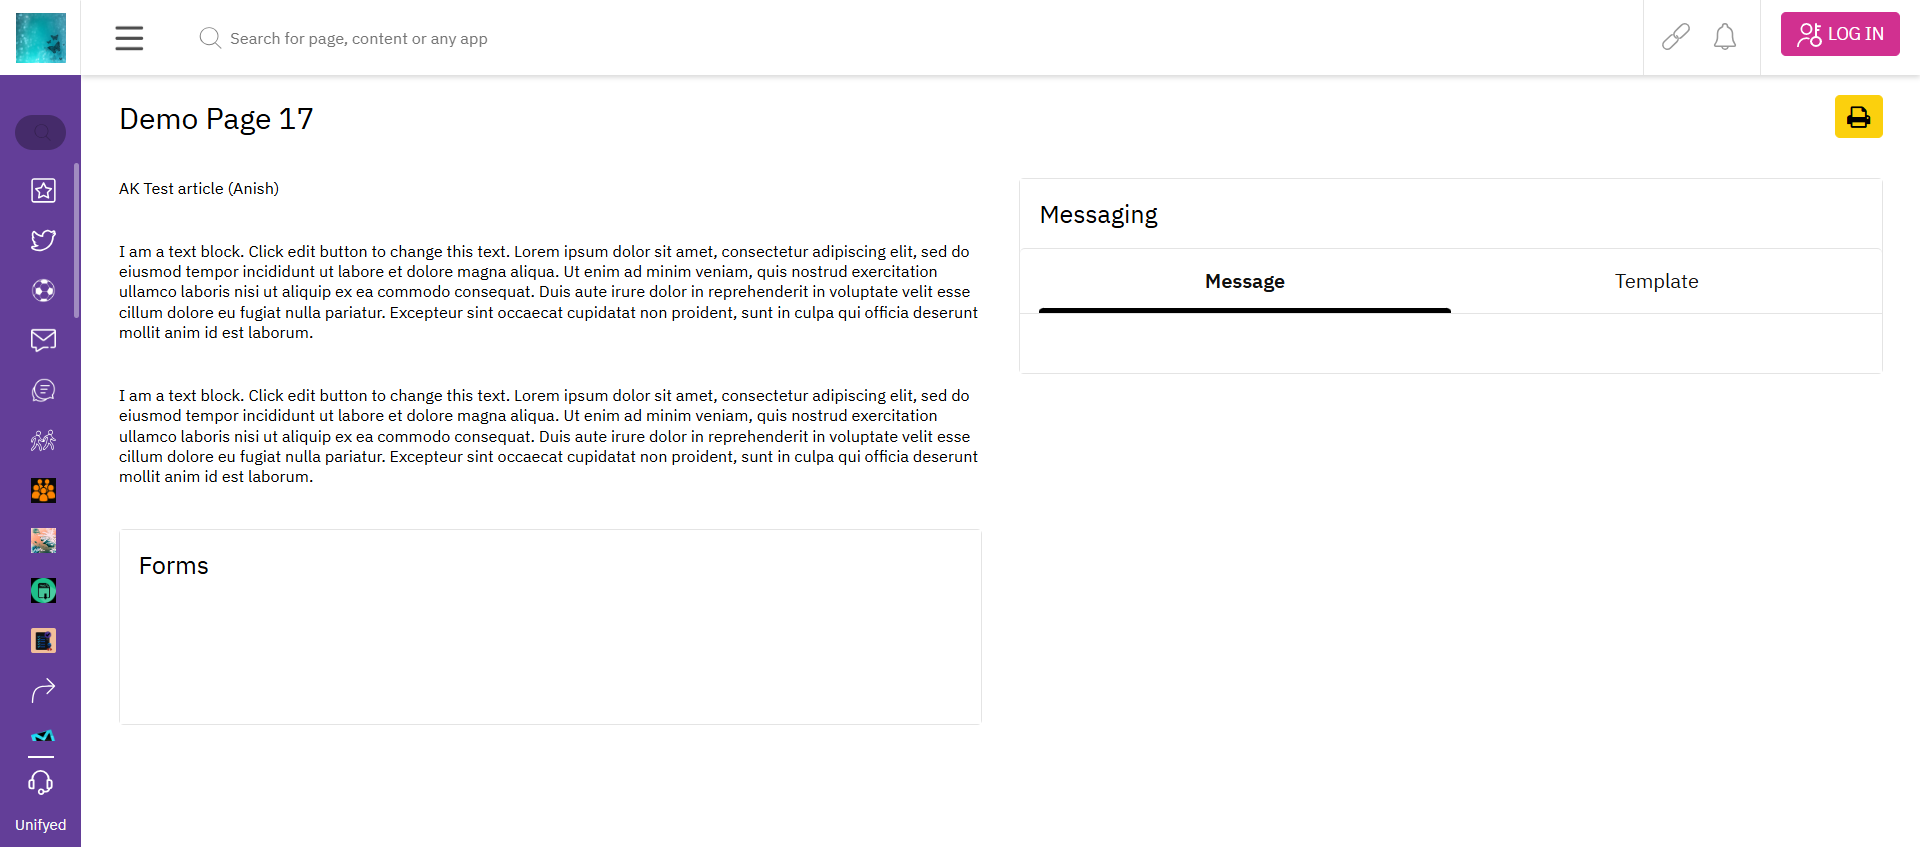 Search for page, content or any app
LOG IN
Demo Page 17
AK Test article (Anish)
I am a text block. Click edit button to change this text. Lorem ipsum dolor sit amet, consectetur adipiscing elit, sed do
eiusmod tempor incididunt ut labore et dolore magna aliqua. Ut enim ad minim veniam, quis nostrud exercitation
ullamco laboris nisi ut aliquip ex ea commodo consequat. Duis aute irure dolor in reprehenderit in voluptate velit esse
cillum dolore eu fugiat nulla pariatur. Excepteur sint occaecat cupidatat non proident, sunt in culpa qui officia deserunt
mollit anim id est laborum.
I am a text block. Click edit button to change this text. Lorem ipsum dolor sit amet, consectetur adipiscing elit, sed do
eiusmod tempor incididunt ut labore et dolore magna aliqua. Ut enim ad minim veniam, quis nostrud exercitation
ullamco laboris nisi ut aliquip ex ea commodo consequat. Duis aute irure dolor in reprehenderit in voluptate velit esse
cillum dolore eu fugiat nulla pariatur. Excepteur sint occaecat cupidatat non proident, sunt in culpa qui officia deserunt
mollit anim id est laborum.
Forms
Messaging
Message
Template
Unifyed